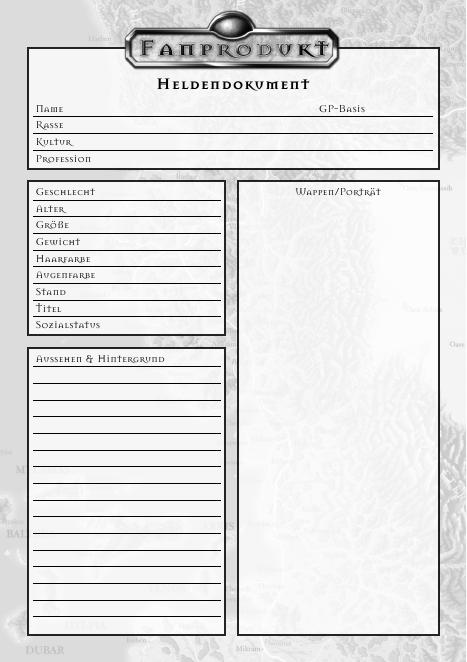 Fanprodukt
Heldendokument
Name GP-Basis
Rasse
Kultur
Profession
Geschlecht
Alter
Größe
Gewicht
Haarfarbe
Augenfarbe
Stand
Titel
Sozialstatus
Wappen/Porträt
Aussehen & Hintergrund
DUBAR